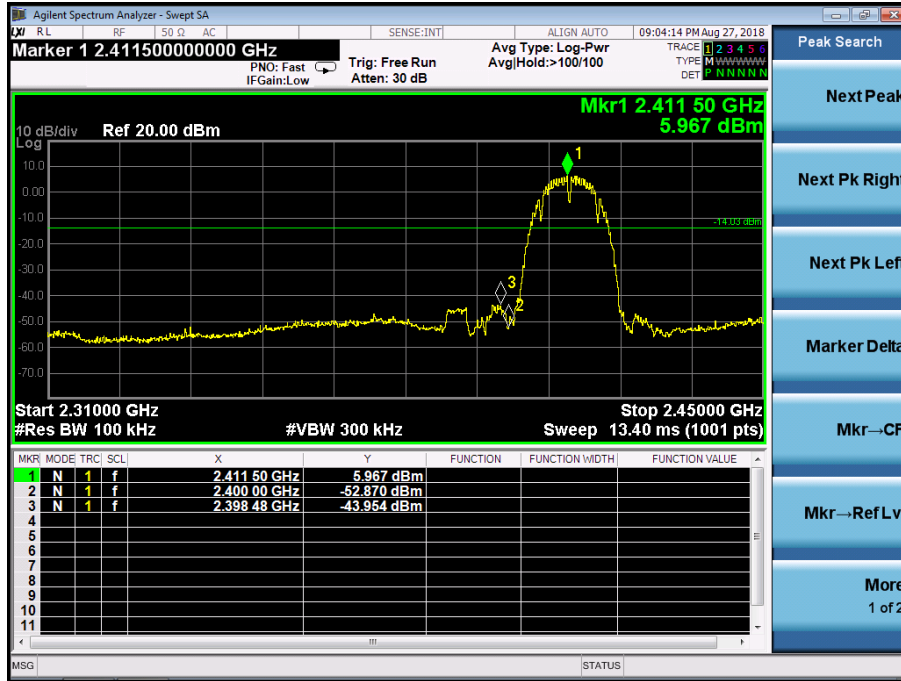 Agilent Spectrum Analyzer - Swept SA
LXI RL RF 50 Ω AC SENSE:INT ALIGN AUTO 09:04:14 PM Aug 27, 2018
Marker 1 2.411500000000 GHz
PNO: Fast
IFGain:Low
Trig: Free Run
Atten: 30 dB
Avg Type: Log-Pwr
Avg|Hold:>100/100
TRACE 1 2 3 4 5 6
TYPE M W W W W W
DET P N N N N N
Mkr1 2.411 50 GHz
5.967 dBm
10 dB/div Ref 20.00 dBm
Log
10.0
0.00
-10.0
-20.0
-30.0
-40.0
-50.0
-60.0
-70.0
1
-14.03 dBm
3
2
Start 2.31000 GHz Stop 2.45000 GHz
#Res BW 100 kHz #VBW 300 kHz Sweep 13.40 ms (1001 pts)
MKR MODE TRC SCL X Y FUNCTION FUNCTION WIDTH FUNCTION VALUE
1 N 1 f 2.411 50 GHz 5.967 dBm
2 N 1 f 2.400 00 GHz -52.870 dBm
3 N 1 f 2.398 48 GHz -43.954 dBm
4
5
6
7
8
9
10
11
MSG STATUS
Peak Search
Next Peak
Next Pk Right
Next Pk Left
Marker Delta
Mkr→CF
Mkr→Ref Lv
More
1 of 2